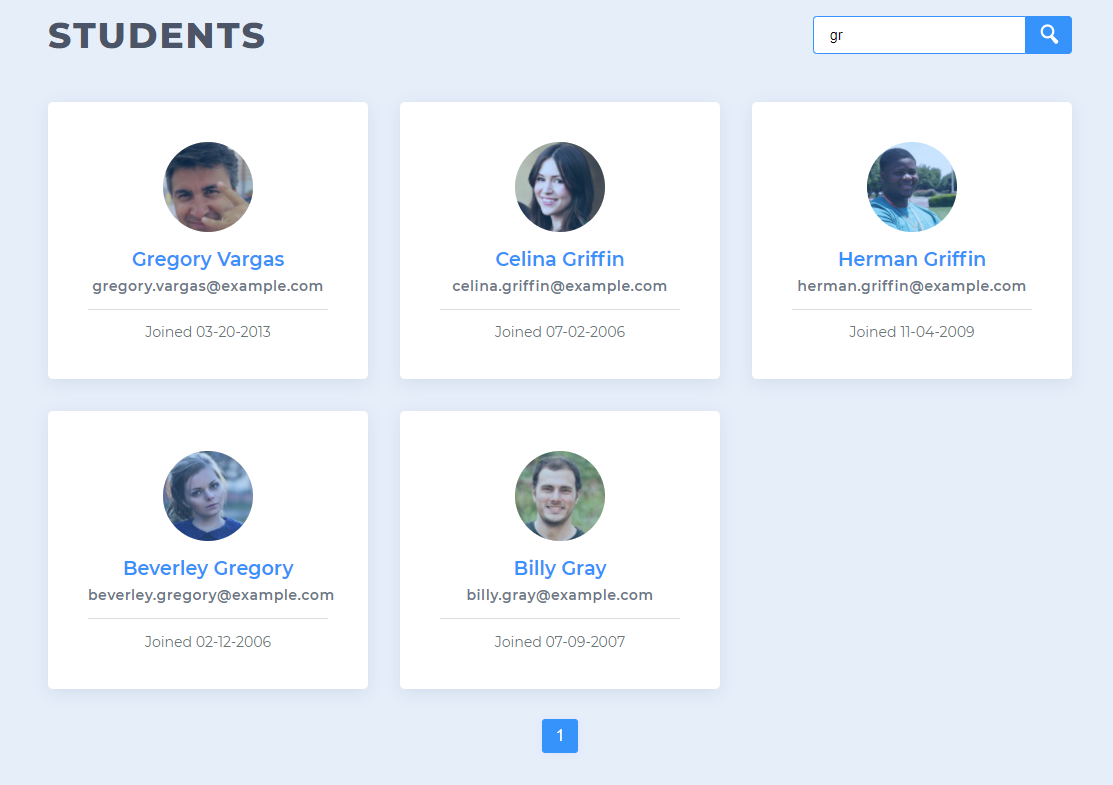 STUDENTS
gr
Gregory Vargas
gregory.vargas@example.com
Joined 03-20-2013
Celina Griffin
celina.griffin@example.com
Joined 07-02-2006
Herman Griffin
herman.griffin@example.com
Joined 11-04-2009
Beverley Gregory
beverley.gregory@example.com
Joined 02-12-2006
Billy Gray
billy.gray@example.com
Joined 07-09-2007
1